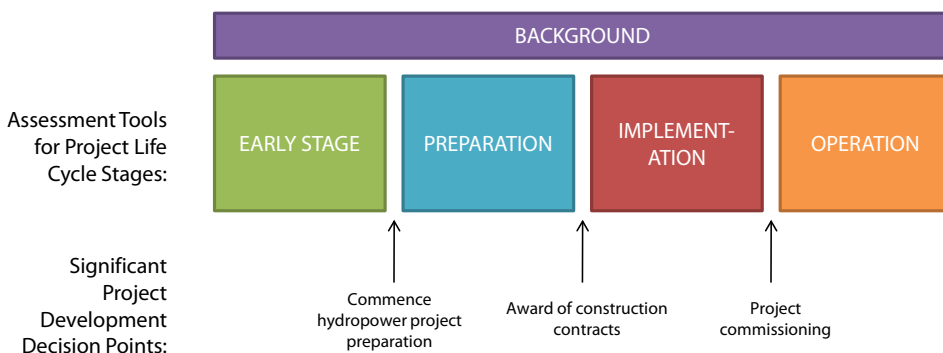 BACKGROUND
Assessment Tools
for Project Life
Cycle Stages:
EARLY STAGE
PREPARATION
IMPLEMENT-
ATION
OPERATION
Significant
Project
Development
Decision Points:
Commence
hydropower project
preparation
Award of construction
contracts
Project
commissioning